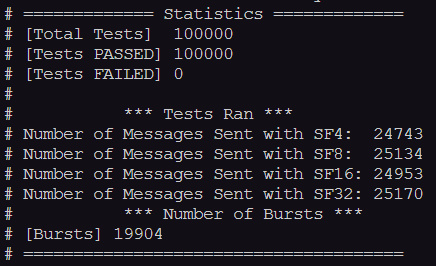 # ============= Statistics =============
# [Total Tests]  100000
# [Tests PASSED] 100000
# [Tests FAILED] 0
#
#           *** Tests Ran ***
# Number of Messages Sent with SF4:  24743
# Number of Messages Sent with SF8:  25134
# Number of Messages Sent with SF16: 24953
# Number of Messages Sent with SF32: 25170
#           *** Number of Bursts ***
# [Bursts] 19904
# ======================================